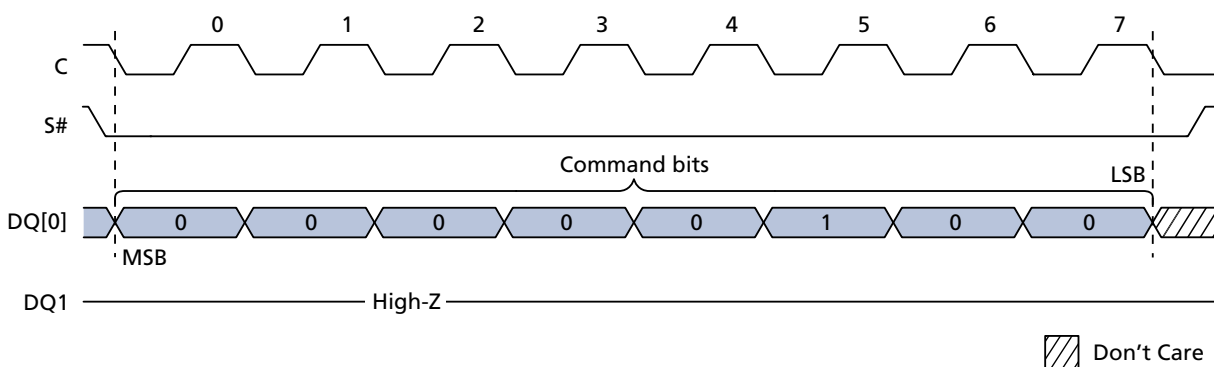 0 1 2 3 4 5 6 7
C
S#
Command bits
LSB
DQ[0] 0 0 0 0 0 1 0 0
MSB
DQ1 High-Z
Don't Care